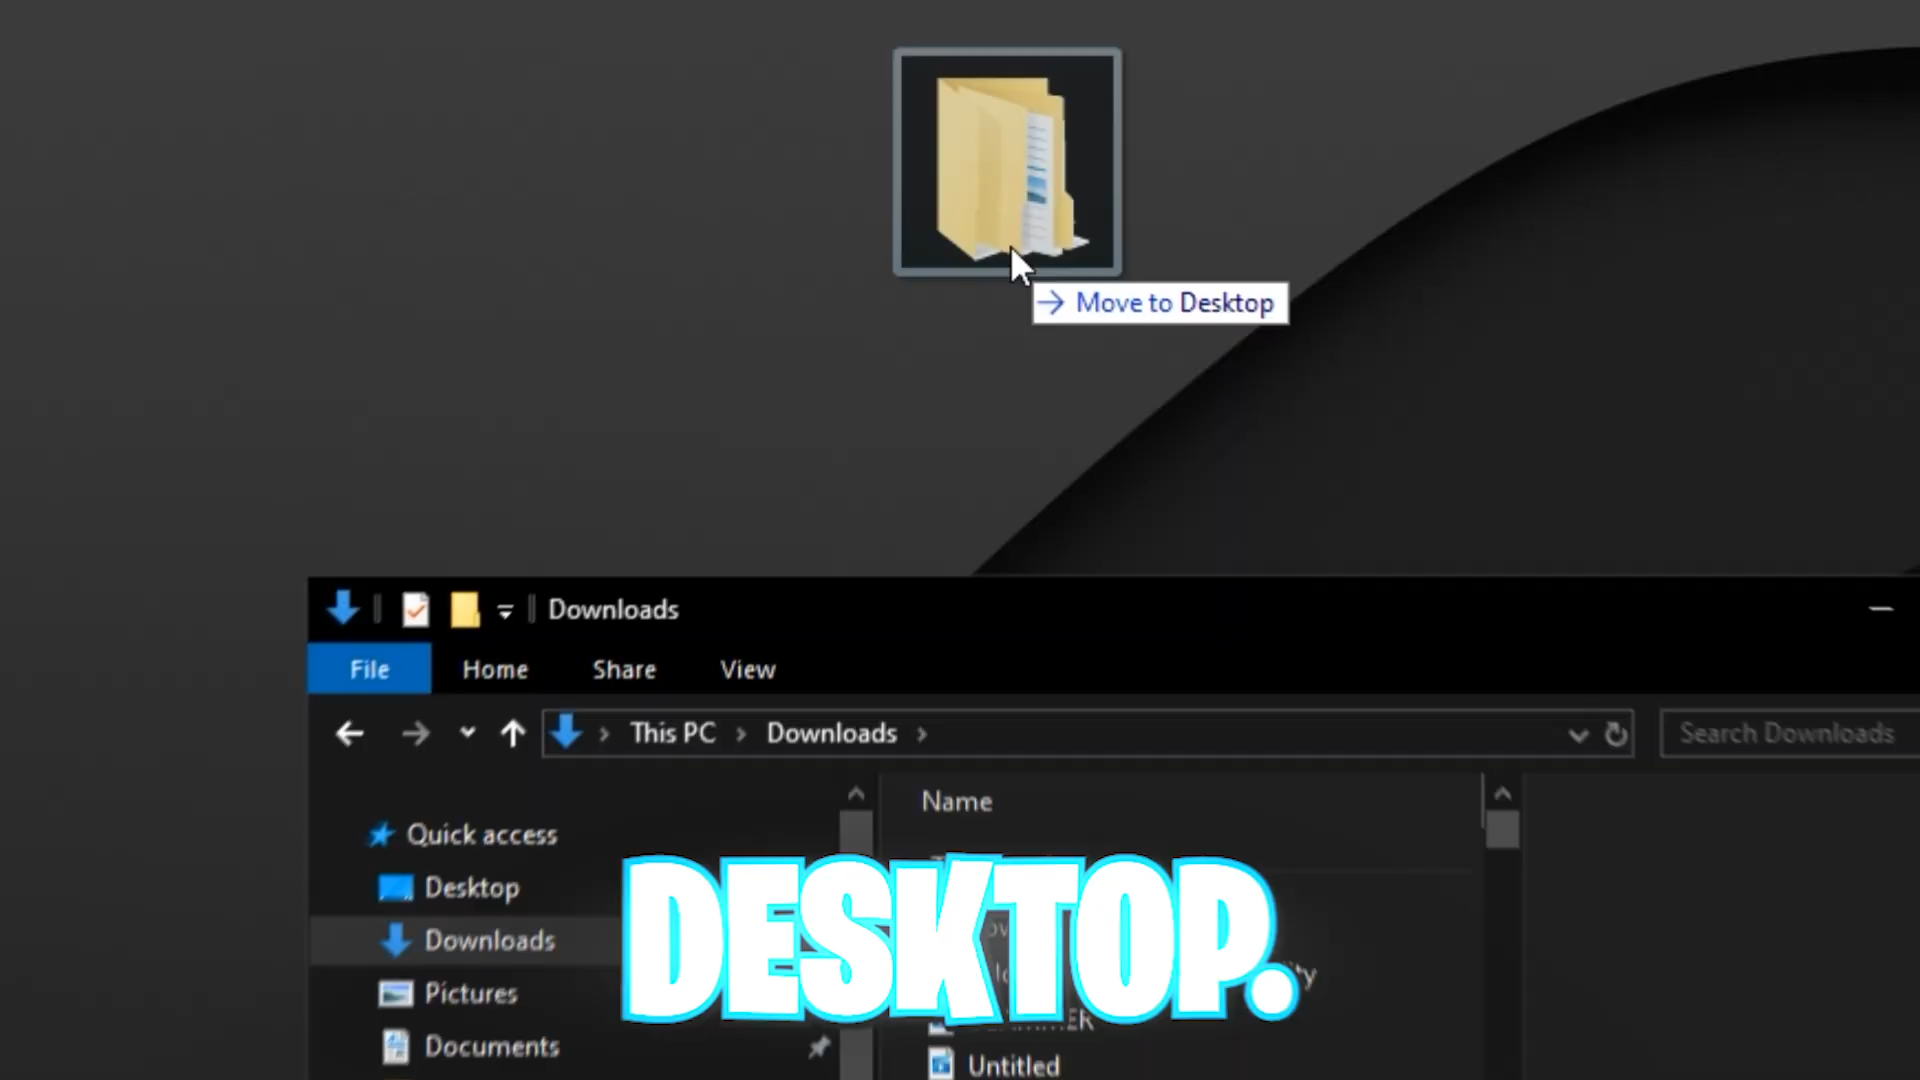 Move to Desktop
Downloads
File Home Share View
This PC Downloads
Search Downloads
Name
Quick access
Desktop
Downloads
Pictures
Documents
DESKTOP.
Untitled